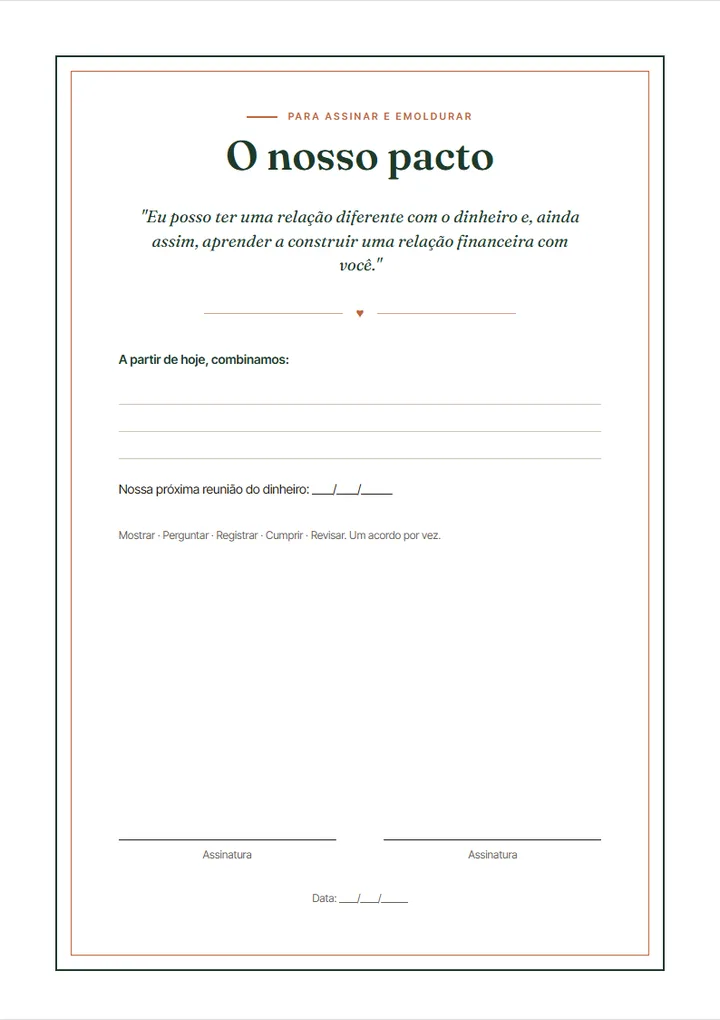 PARA ASSINAR E EMOLDURAR
O nosso pacto
"Eu posso ter uma relação diferente com o dinheiro e, ainda
assim, aprender a construir uma relação financeira com
você."
♥
A partir de hoje, combinamos:
Nossa próxima reunião do dinheiro: ___/___/____
Mostrar · Perguntar · Registrar · Cumprir · Revisar. Um acordo por vez.
Assinatura Assinatura
Data: ___/___/____